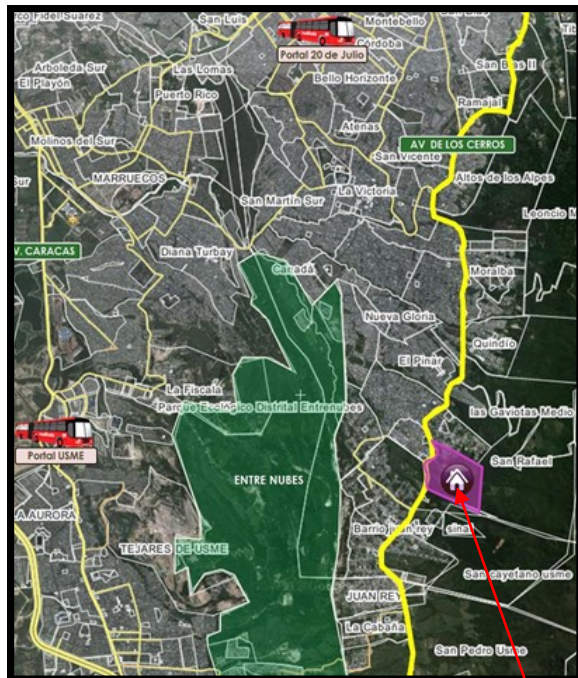 rco Fidel Suárez
San Luis
Montebello
Portal 20 de Julio
Córdoba
Arboleda Sur
Las Lomas
San Blas II
El Playón
Bello Horizonte
Puerto Rico
Ramajal
Atenas
Molinos del Sur
AV DE LOS CERROS
San Vicente
MARRUECOS
La Victoria
Altos de los Alpes
San Martín Sur
Leoncio M
V. CARACAS
Diana Turbay
Canadá
Moralba
Nueva Gloria
Quindío
El Pinar
La Fiscala
Parque Ecológico Distrital Entrenubes
las Gaviotas Medio
Portal USME
San Rafael
ENTRE NUBES
A AURORA
Barrio juan rey
sina
TEJARES DE USME
San cayetano usme
JUAN REY
La Cabaña
San Pedro Usme